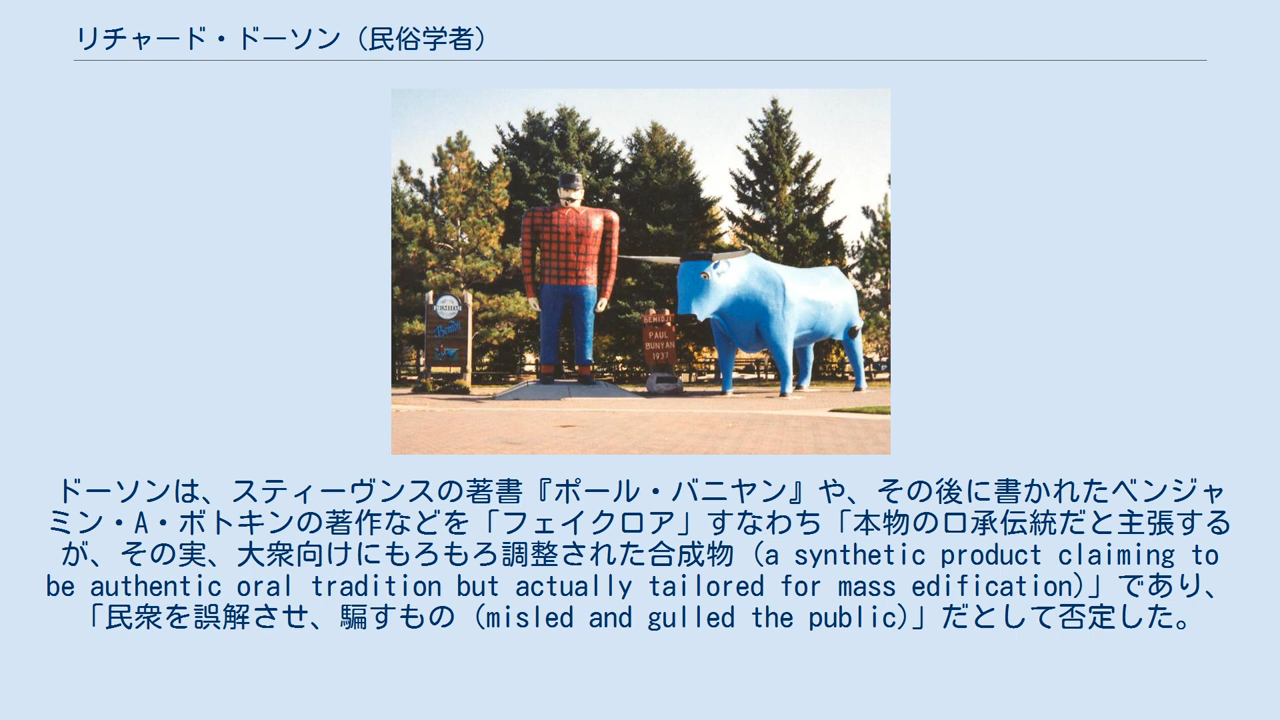 リチャード・ドーソン（民俗学者）
Bemidji
BEMIDJI
PAUL
BUNYAN
1937
ドーソンは、スティーヴンスの著書『ポール・バニヤン』や、その後に書かれたベンジャ
ミン・A・ボトキンの著作などを「フェイクロア」すなわち「本物の口承伝統だと主張する
が、その実、大衆向けにもろもろ調整された合成物（a synthetic product claiming to
be authentic oral tradition but actually tailored for mass edification)」であり、
「民衆を誤解させ、騙すもの（misled and gulled the public)」だとして否定した。